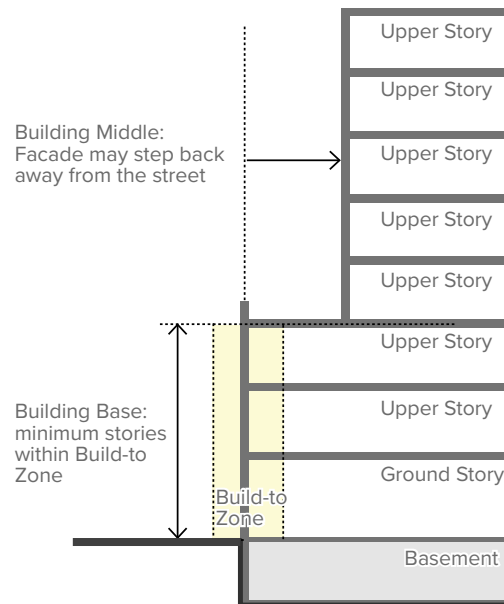 Upper Story
Upper Story
Building Middle:
Facade may step back
away from the street
Upper Story
Upper Story
Upper Story
Upper Story
Building Base:
minimum stories
within Build-to
Zone
Upper Story
Ground Story
Build-to
Zone
Basement